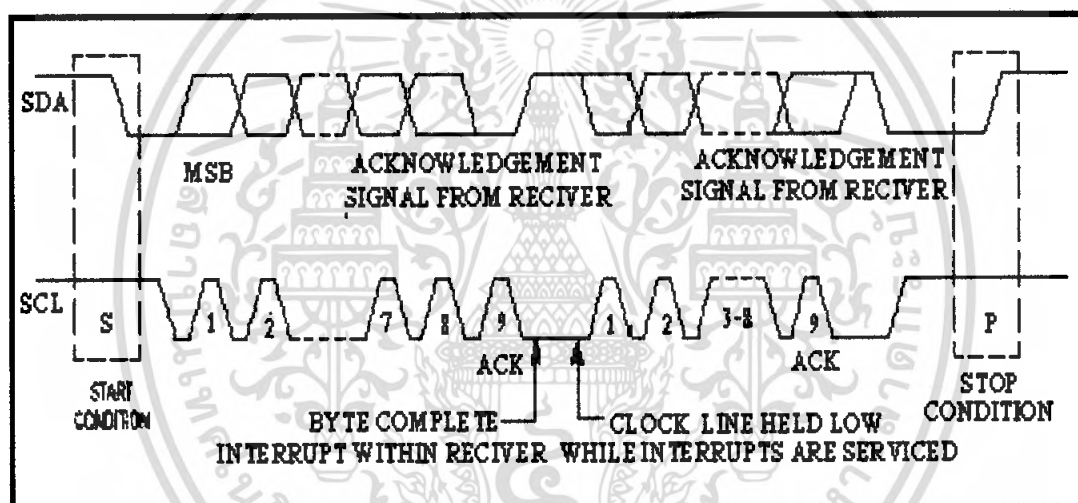 SDA
MSB
ACKNOWLEDGEMENT
SIGNAL FROM RECIVER
ACKNOWLEDGEMENT
SIGNAL FROM RECIVER
SCL
S
1
2
7
8
9
1
2
3-8
9
P
ACK
ACK
START
CONDITION
STOP
CONDITION
BYTE COMPLETE
INTERRUPT WITHIN RECIVER
CLOCK LINE HELD LOW
WHILE INTERRUPTS ARE SERVICED